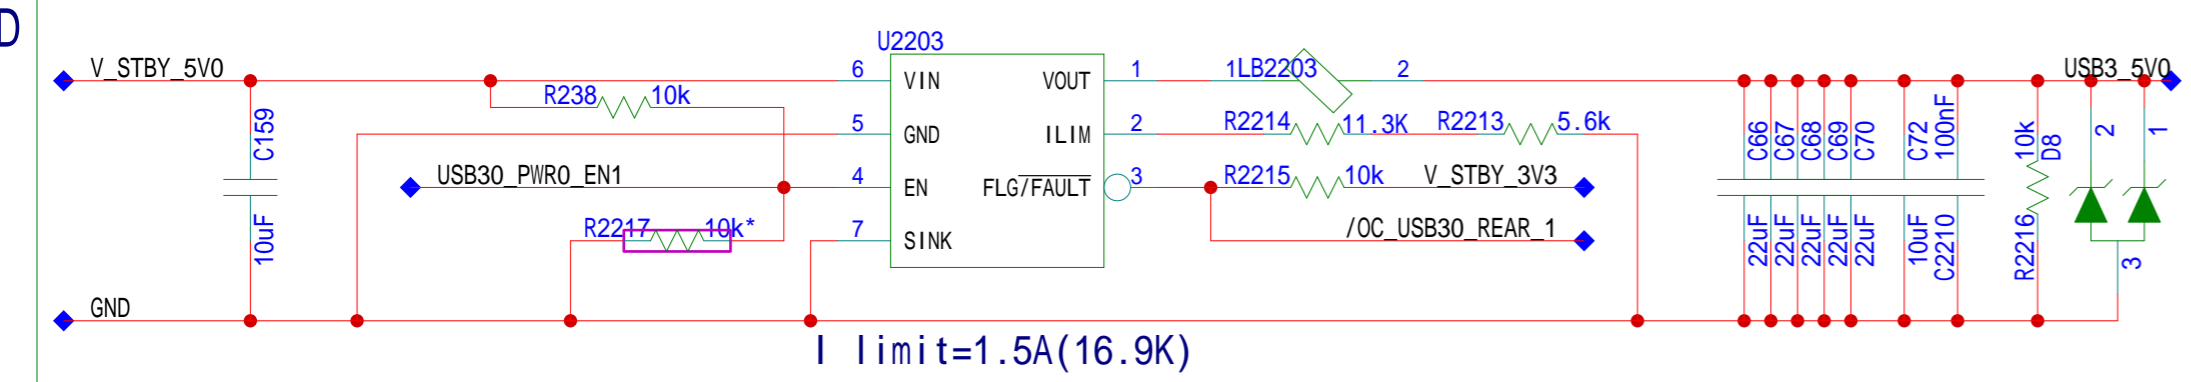 D
U2203
V_STBY_5V0
6
VIN
VOUT
1
1
LB2203
2
USB3_5V0
R238
10k
C159
10uF
5
GND
ILIM
2
R2214
11.3K
R2213
5.6k
USB30_PWR0_EN1
4
EN
FLG/FAULT
3
R2215
10k
V_STBY_3V3
R2217
10k*
7
SINK
/OC_USB30_REAR_1
C66
C67
C68
C69
C70
C72
100nF
10k
D8
2
1
22uF
22uF
22uF
22uF
22uF
10uF
C2210
R2216
3
GND
I limit=1.5A(16.9K)